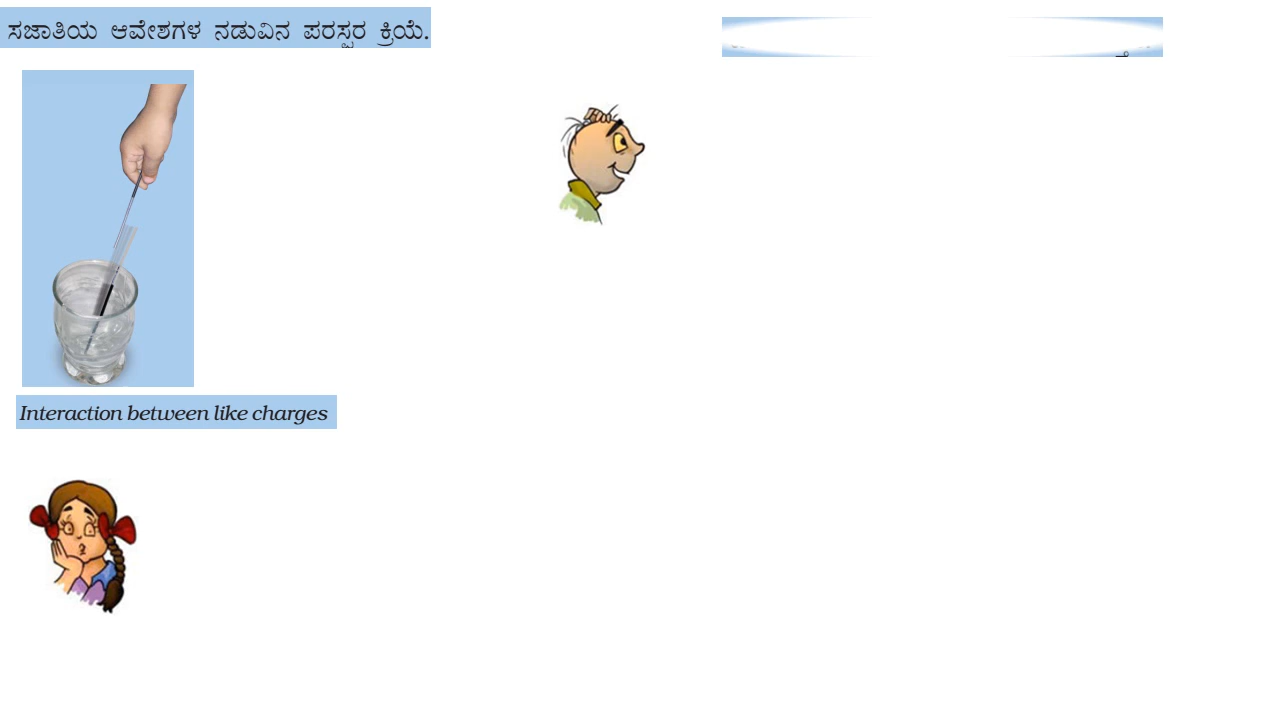 ಸಜಾತಿಯ ಆವೇಶಗಳ ನಡುವಿನ ಪರಸ್ಪರ ಕ್ರಿಯೆ.
Interaction between like charges